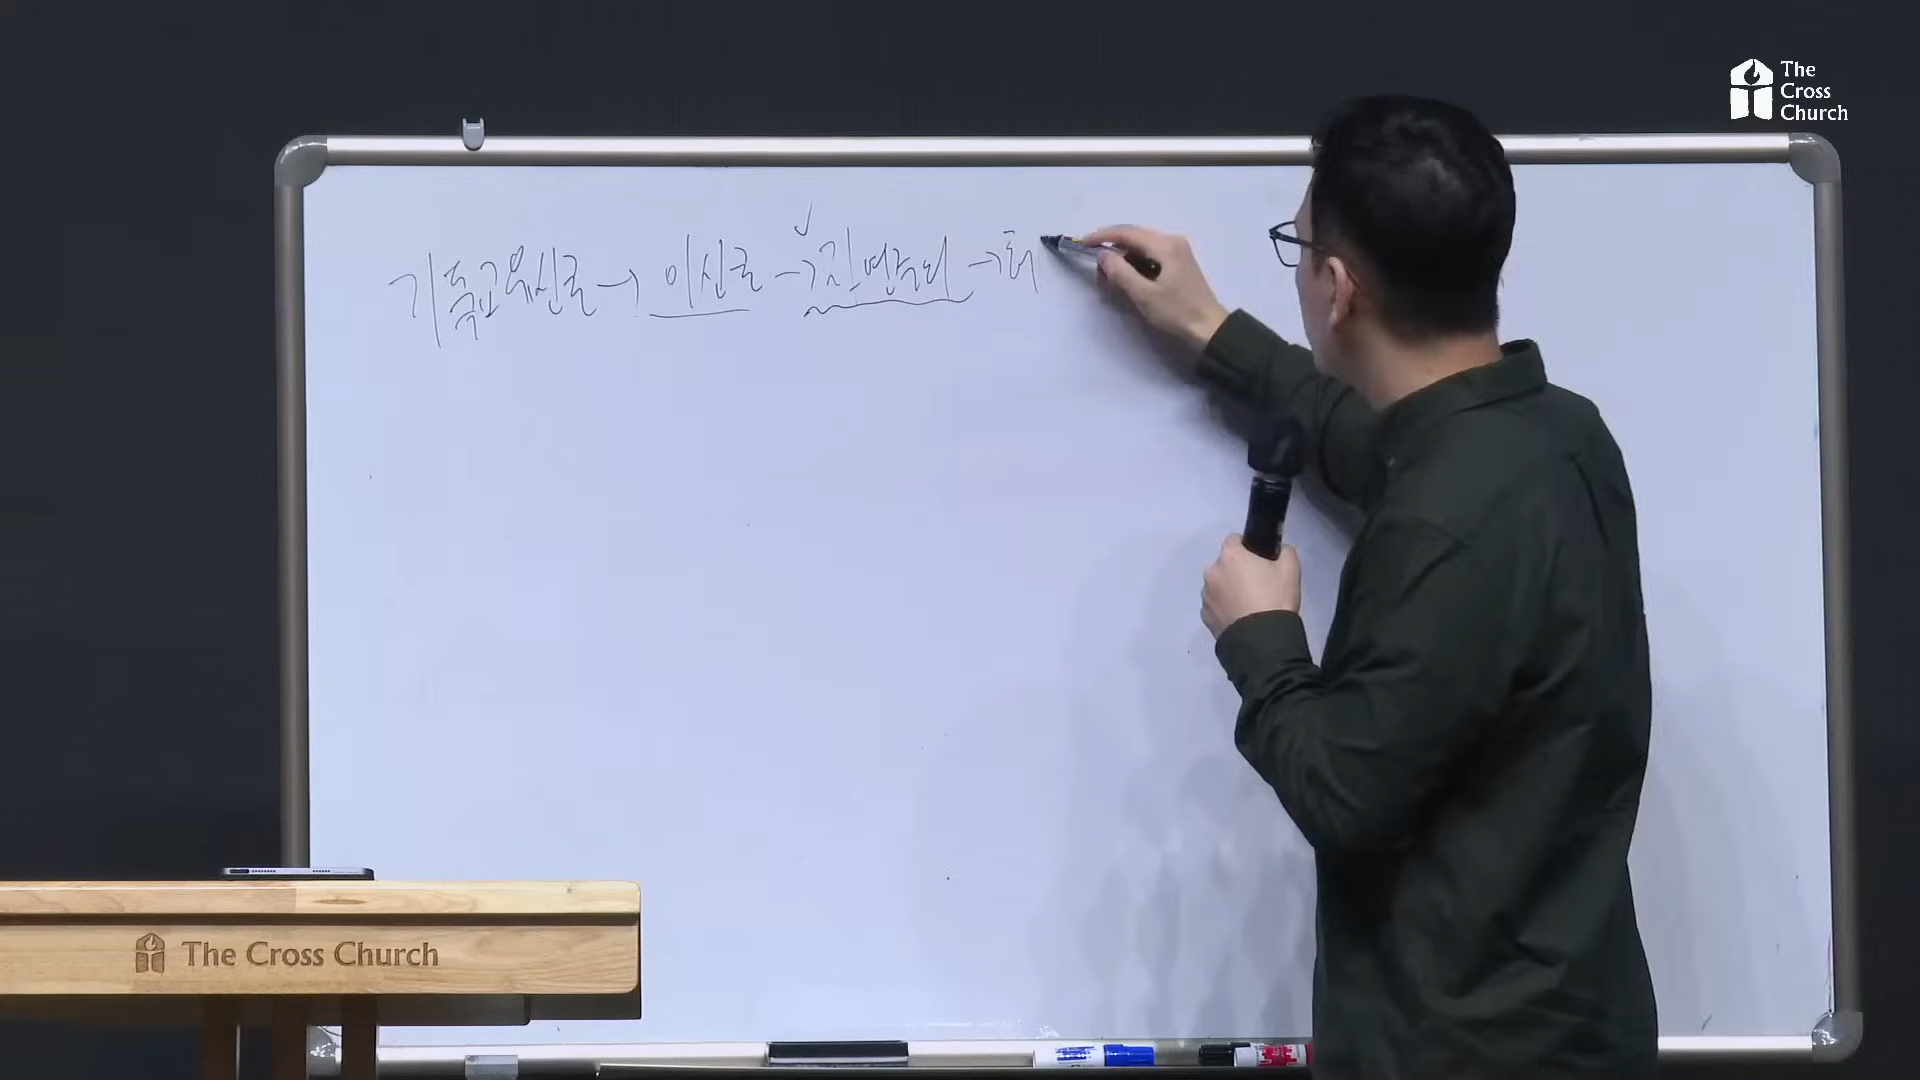 The
Cross
Church
기독교유신론 → 이신론 → 자연주의 → 허
The Cross Church